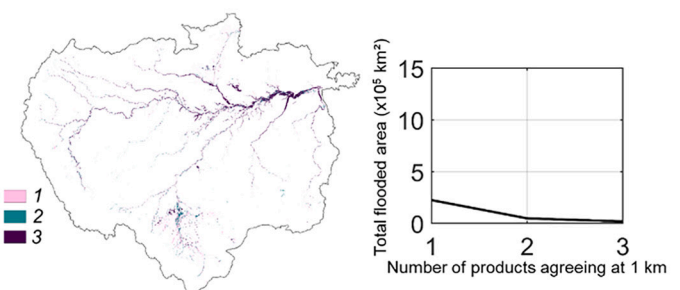 1
2
3
Total flooded area (x10⁵ km²)
15
10
5
0
1 2 3
Number of products agreeing at 1 km